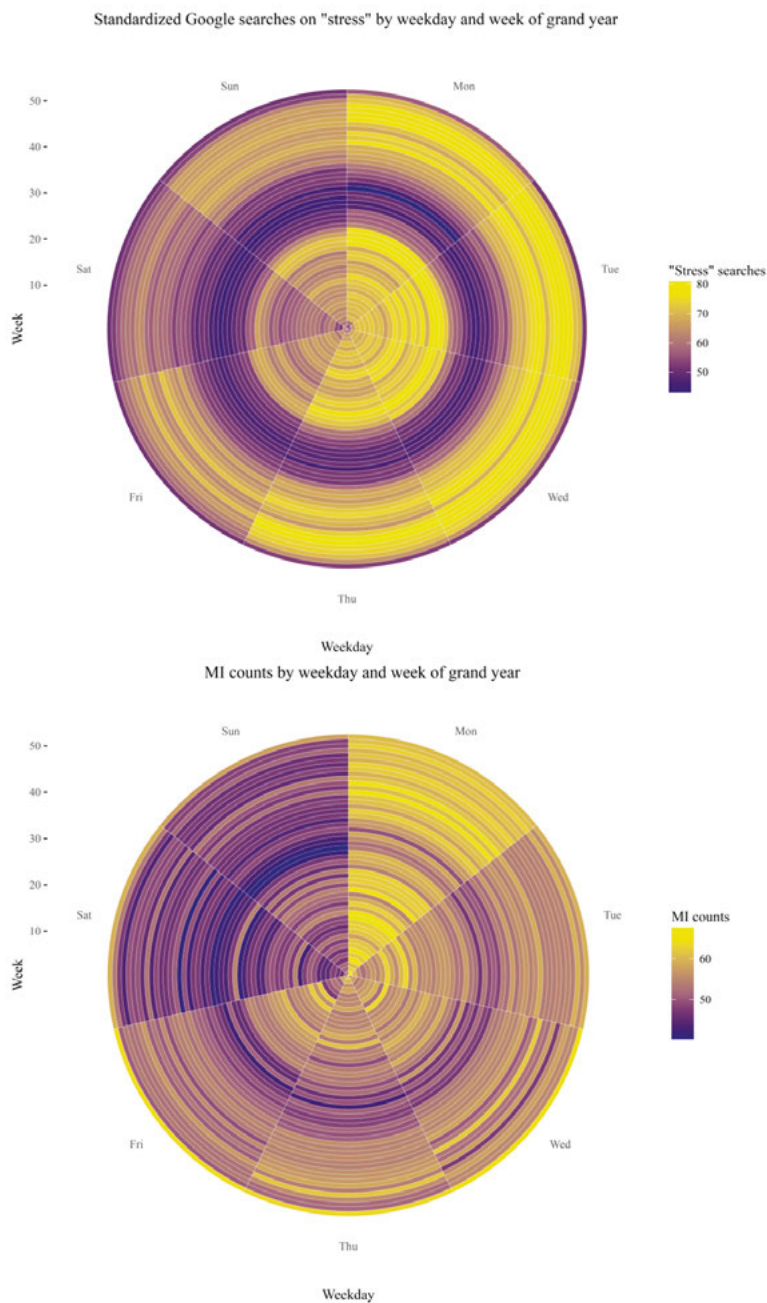 Standardized Google searches on "stress" by weekday and week of grand year
Sun
Mon
50
40
30
20
10
Sat
Tue
Week
"Stress" searches
80
70
60
50
Fri
Wed
Thu
Weekday
MI counts by weekday and week of grand year
Sun
Mon
50
40
30
20
10
Sat
Tue
Week
MI counts
60
50
Fri
Wed
Thu
Weekday